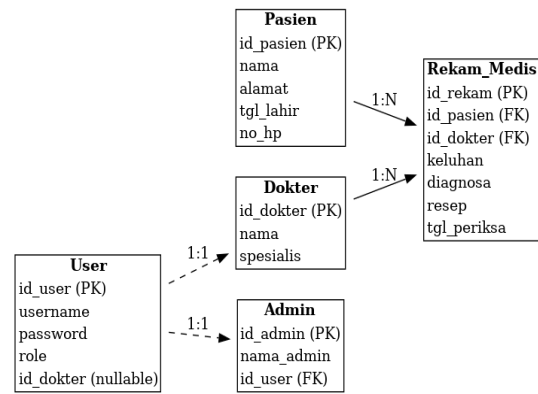 Pasien
id_pasien (PK)
nama
alamat
tgl_lahir
no_hp
1:N
Rekam_Medis
id_rekam (PK)
id_pasien (FK)
id_dokter (FK)
keluhan
diagnosa
resep
tgl_periksa
Dokter
id_dokter (PK)
nama
spesialis
1:N
User
id_user (PK)
username
password
role
id_dokter (nullable)
1:1
1:1
Admin
id_admin (PK)
nama_admin
id_user (FK)